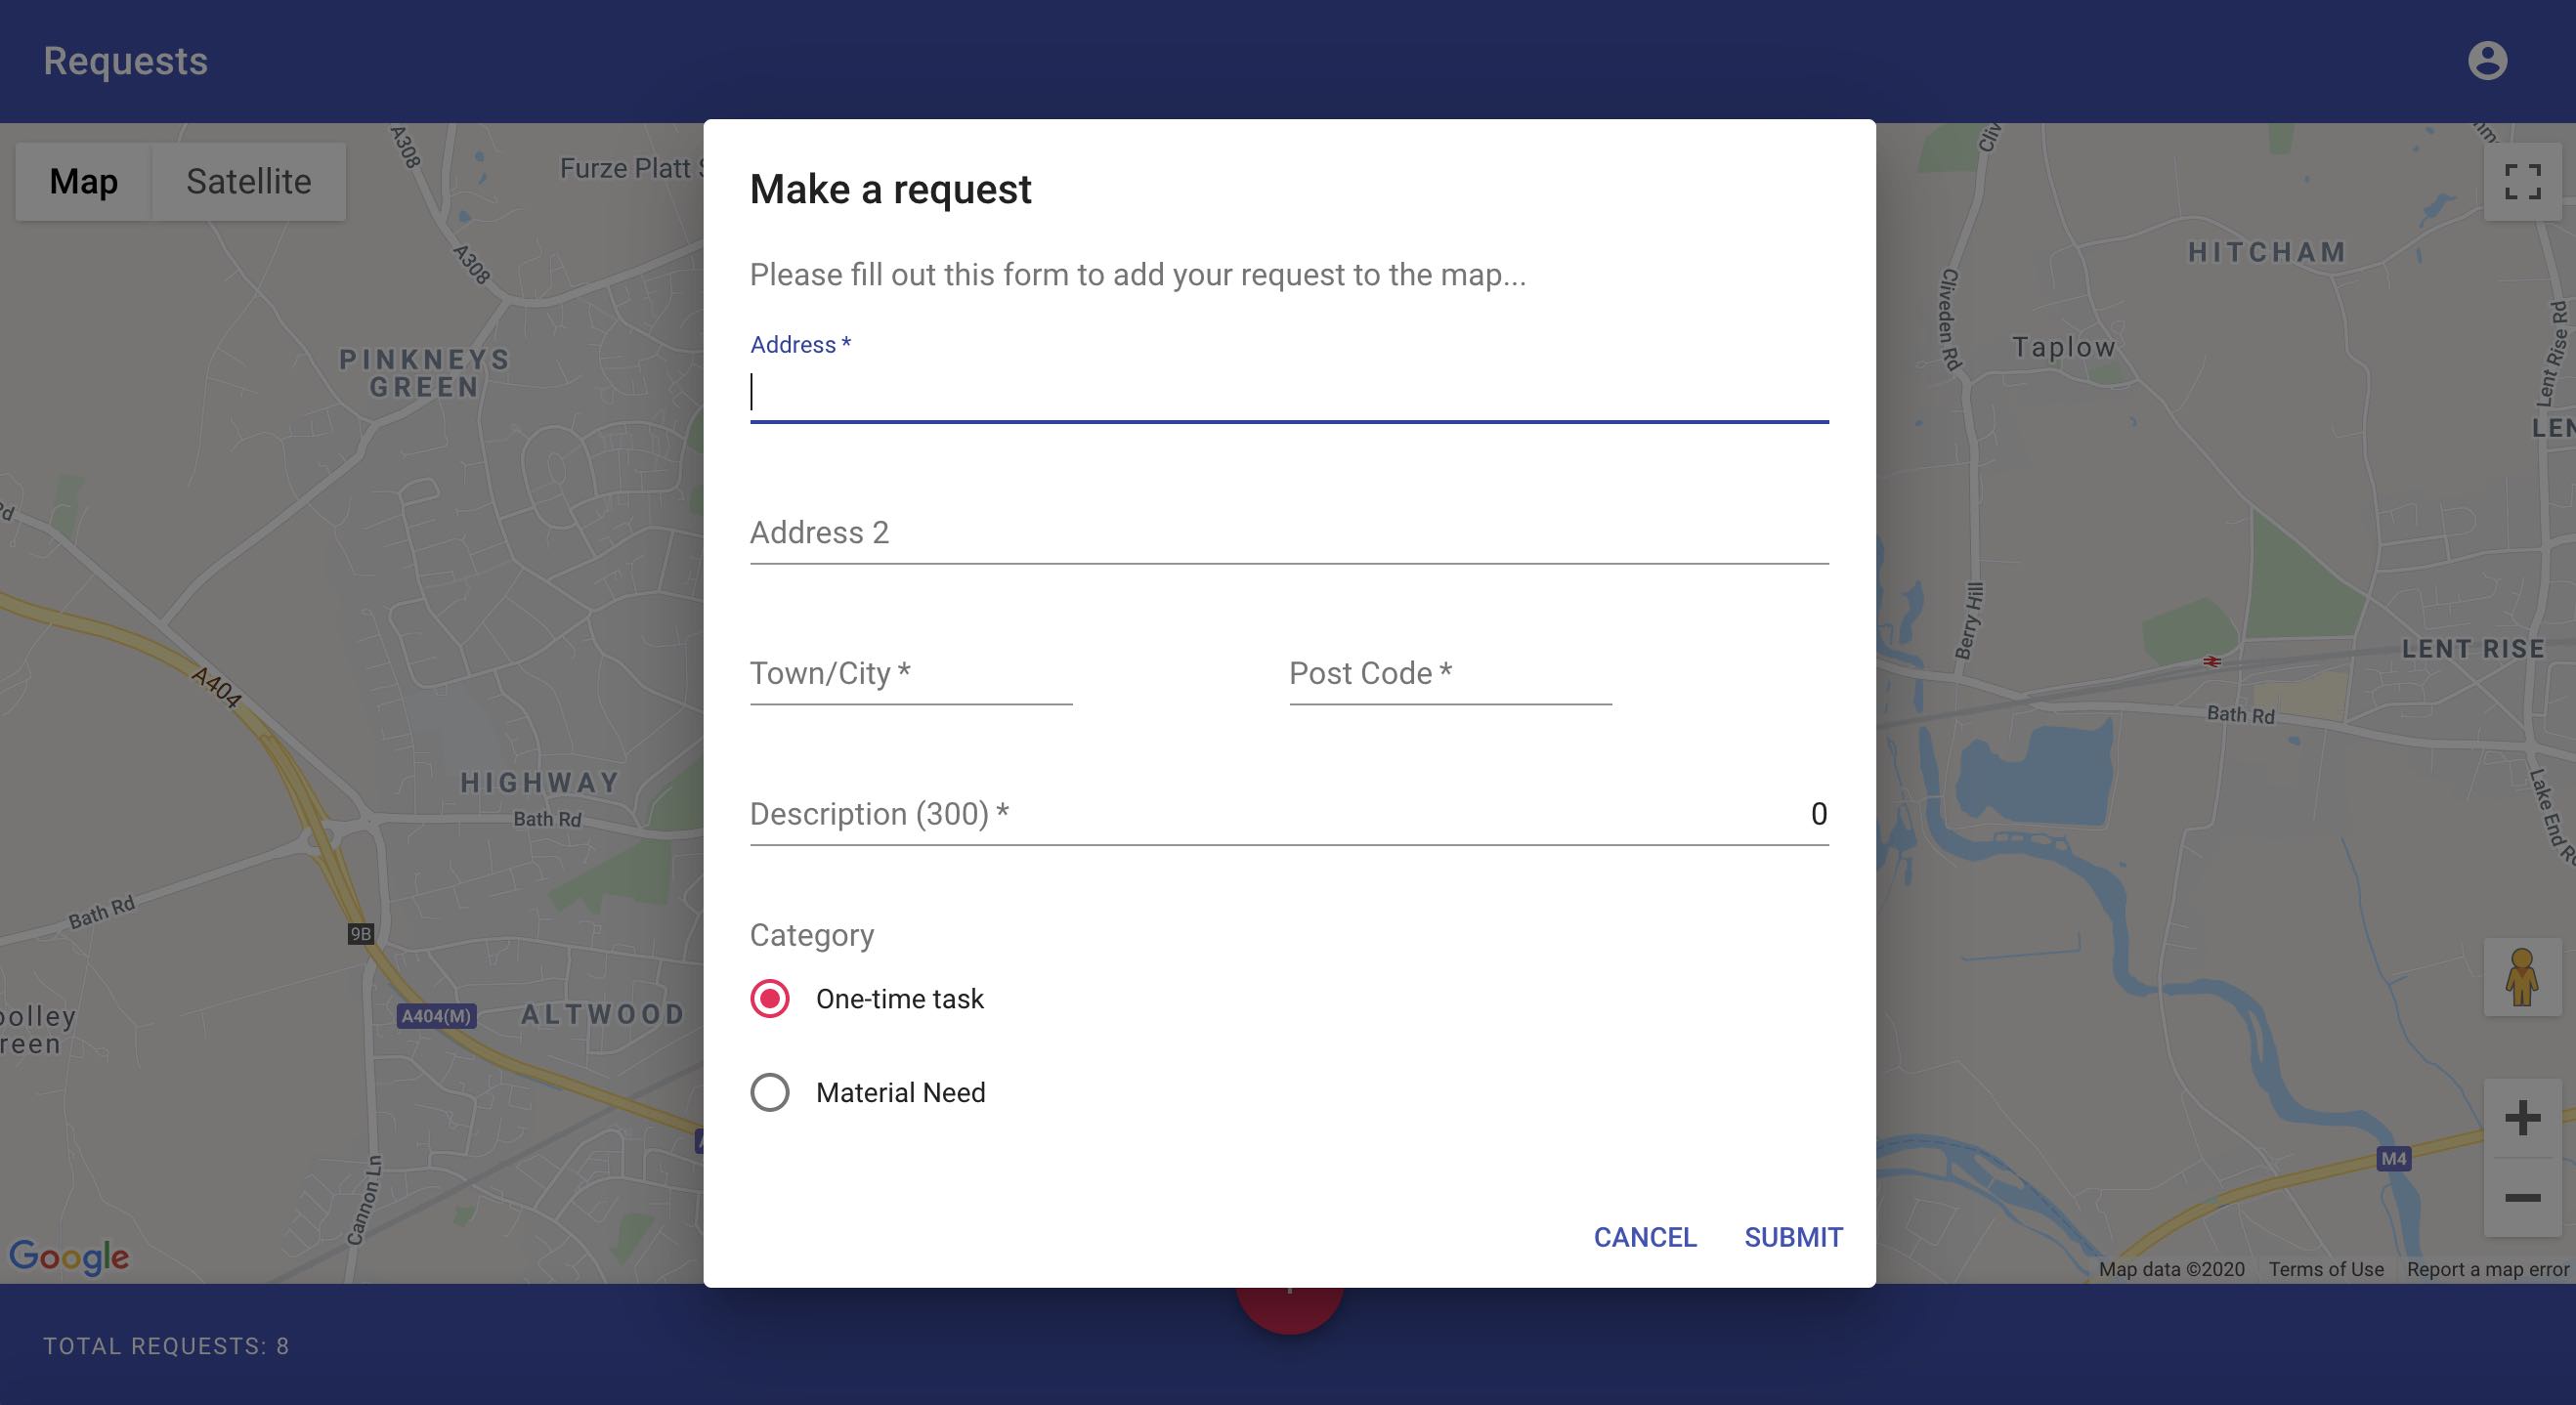 Requests
Map
Satellite
A308
A308
Furze Platt
PINKNEYS
GREEN
A404
HIGHWAY
Bath Rd
Bath Rd
9B
A404(M)
ALTWOOD
Cannon Ln
Google
Make a request
Please fill out this form to add your request to the map...
Address *
Address 2
Town/City *
Post Code *
Description (300) *
0
Category
One-time task
Material Need
CANCEL
SUBMIT
Cliveden Rd
HITCHAM
Taplow
Lent Rise Rd
Berry Hill
LENT RISE
Bath Rd
Lake End
M4
Map data ©2020
Terms of Use
Report a map error
TOTAL REQUESTS: 8